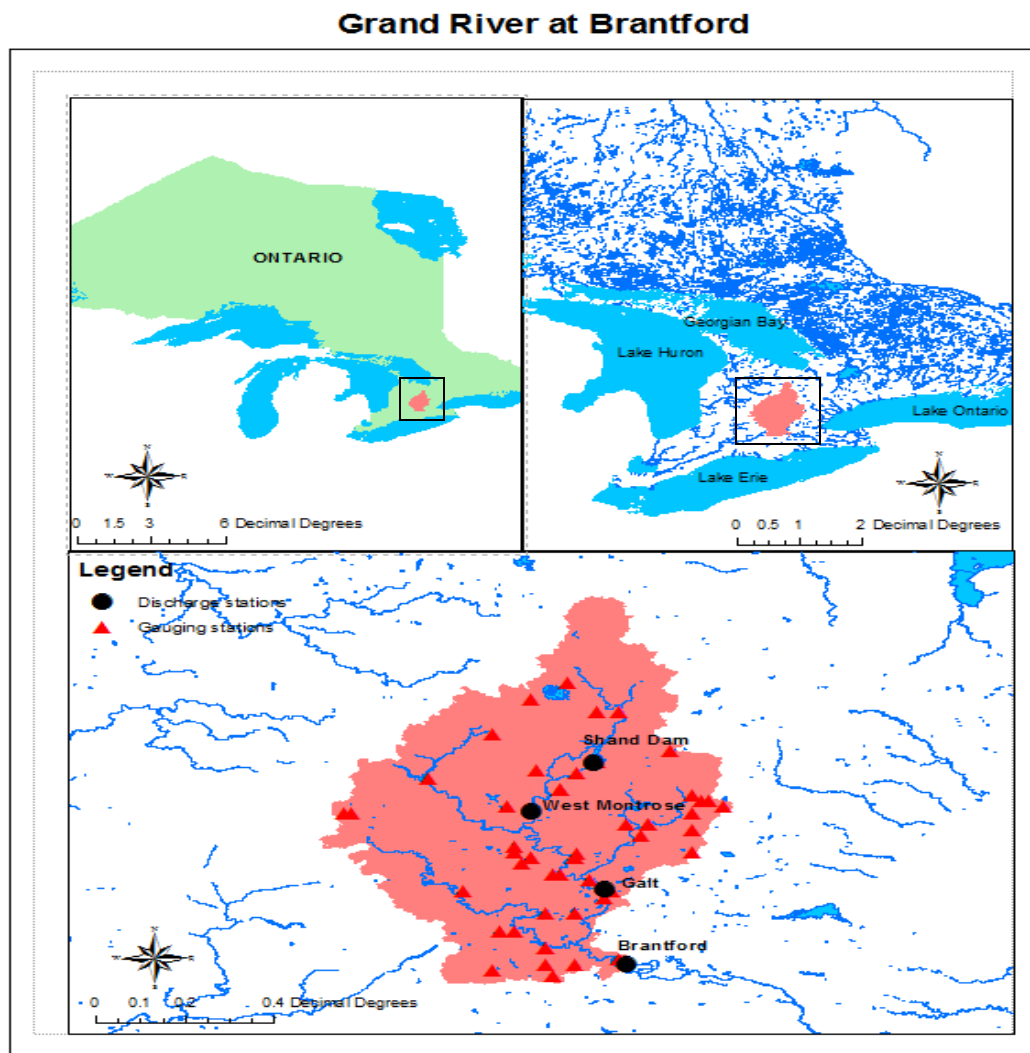 Grand River at Brantford
ONTARIO
0 1.5 3 6 Decimal Degrees
Georgian Bay
Lake Huron
Lake Ontario
Lake Erie
0 0.5 1 2 Decimal Degrees
Legend
Discharge stations
Gauging stations
Shand Dam
West Montrose
Galt
Brantford
0 0.1 0.2 0.4 Decimal Degrees